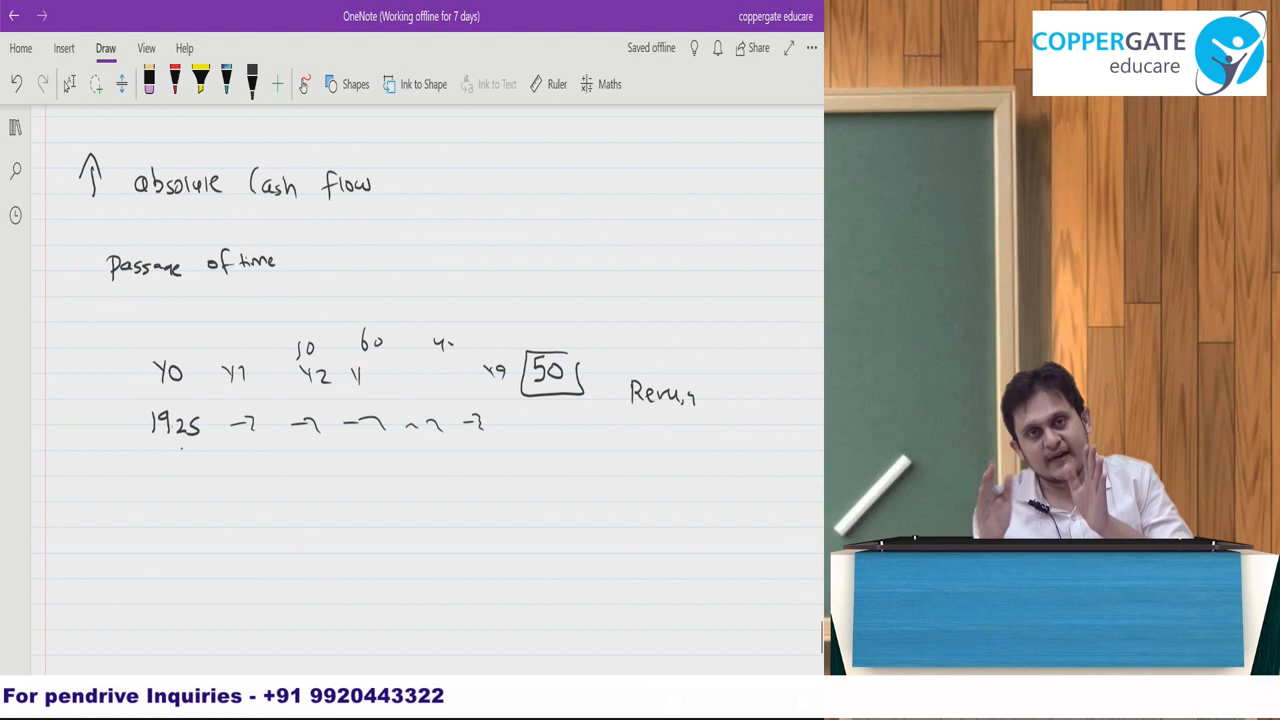 OneNote (Working offline for 7 days)
coppergate educare
Home Insert Draw View Help
Saved offline
Share
Shapes Ink to Shape Ink to Text Ruler Maths
COPPERGATE
educare
↑ absolute Cash flow
Passage of time
50 60
Y0 Y1 Y2 Y Y9 50
1925
For pendrive Inquiries - +91 9920443322